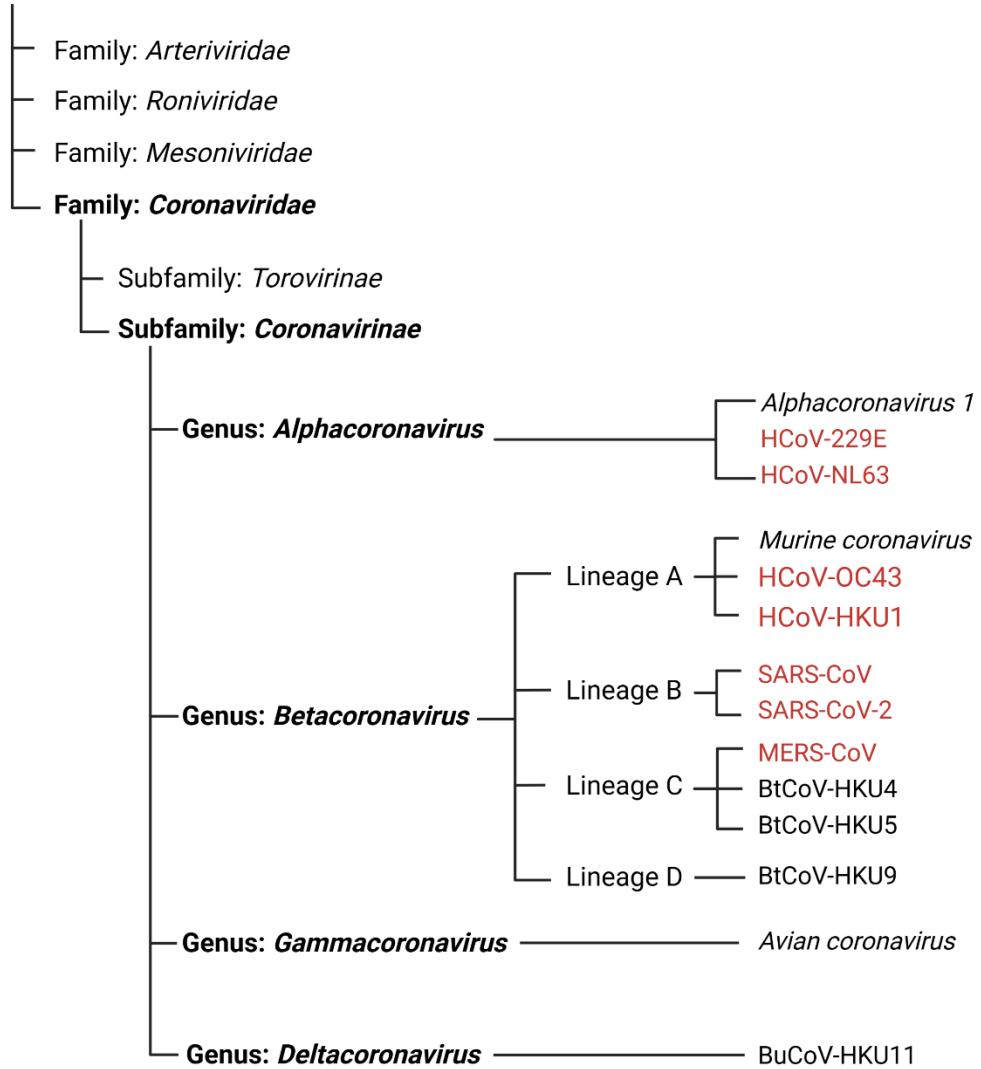 Family: Arteriviridae
Family: Roniviridae
Family: Mesoniviridae
Family: Coronaviridae
Subfamily: Torovirinae
Subfamily: Coronavirinae
Genus: Alphacoronavirus
Alphacoronavirus 1
HCoV-229E
HCoV-NL63
Genus: Betacoronavirus
Lineage A
Murine coronavirus
HCoV-OC43
HCoV-HKU1
Lineage B
SARS-CoV
SARS-CoV-2
Lineage C
MERS-CoV
BtCoV-HKU4
BtCoV-HKU5
Lineage D
BtCoV-HKU9
Genus: Gammacoronavirus
Avian coronavirus
Genus: Deltacoronavirus
BuCoV-HKU11